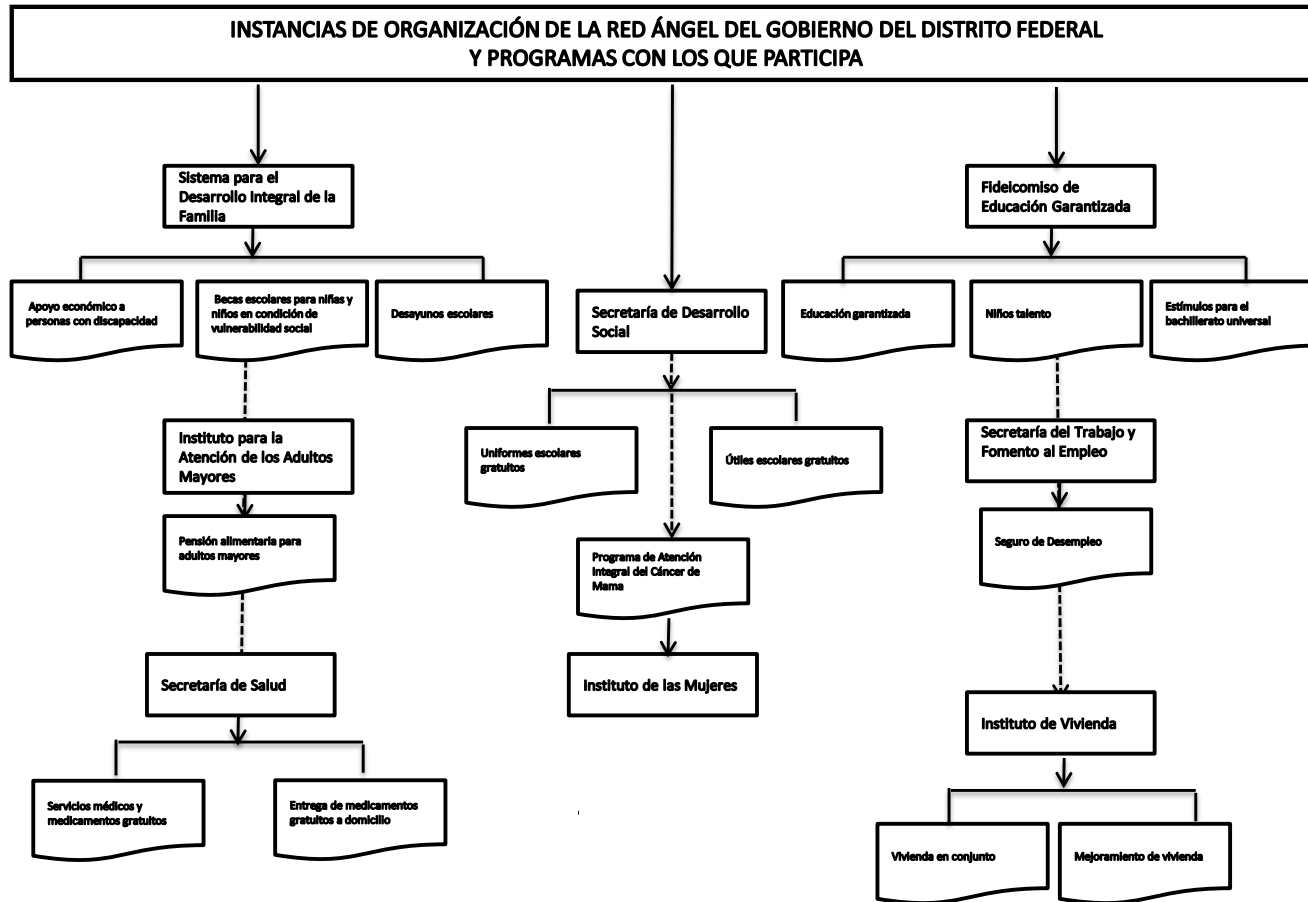 INSTANCIAS DE ORGANIZACIÓN DE LA RED ÁNGEL DEL GOBIERNO DEL DISTRITO FEDERAL
Y PROGRAMAS CON LOS QUE PARTICIPA
Sistema para el
Desarrollo Integral de la
Familia
Fideicomiso de
Educación Garantizada
Apoyo económico a
personas con discapacidad
Becas escolares para niñas y
niños en condición de
vulnerabilidad social
Desayunos escolares
Secretaría de Desarrollo
Social
Educación garantizada
Niños talento
Estímulos para el
bachillerato universal
Instituto para la
Atención de los Adultos
Mayores
Uniformes escolares
gratuitos
Útiles escolares gratuitos
Secretaría del Trabajo y
Fomento al Empleo
Pensión alimentaria para
adultos mayores
Programa de Atención
Integral del Cáncer de
Mama
Seguro de Desempleo
Secretaría de Salud
Instituto de las Mujeres
Instituto de Vivienda
Servicios médicos y
medicamentos gratuitos
Entrega de medicamentos
gratuitos a domicilio
Vivienda en conjunto
Mejoramiento de vivienda